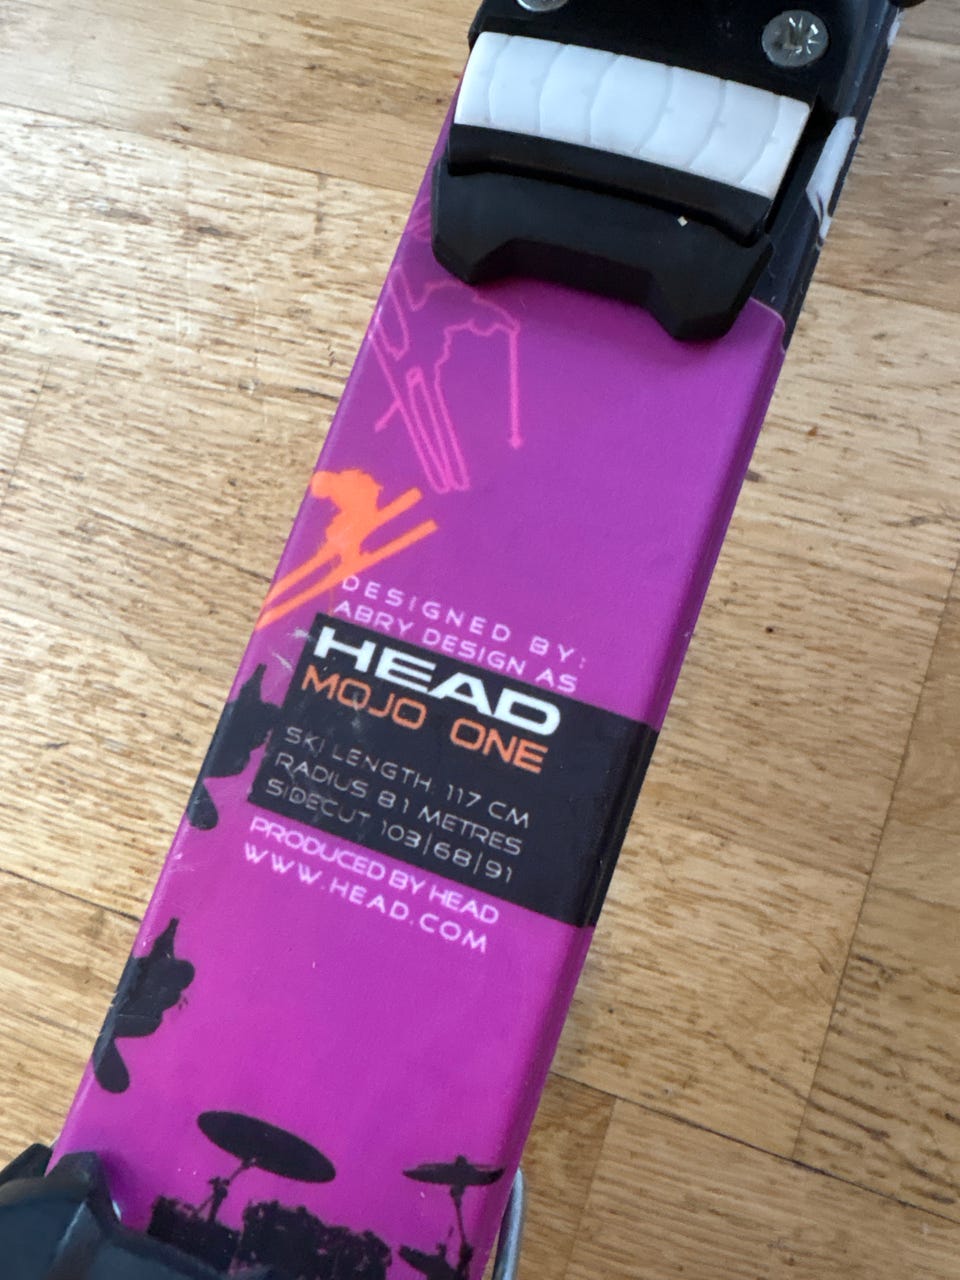 DESIGNED BY:
ABRY DESIGN AS
HEAD
MOJO ONE
SKI LENGTH. 117 CM
RADIUS 8 1 METRES
SIDECUT 103|68|91
PRODUCED BY HEAD
WWW.HEAD.COM